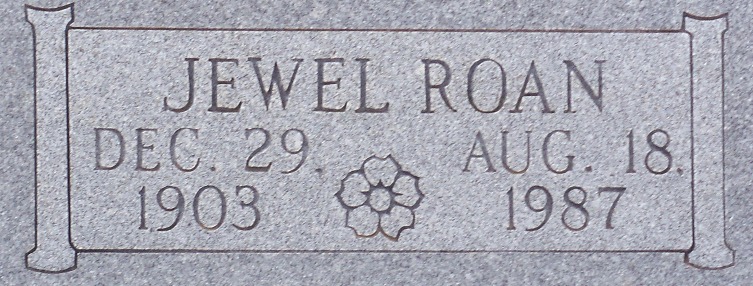 JEWEL ROAN
DEC. 29, AUG. 18,
1903 1987